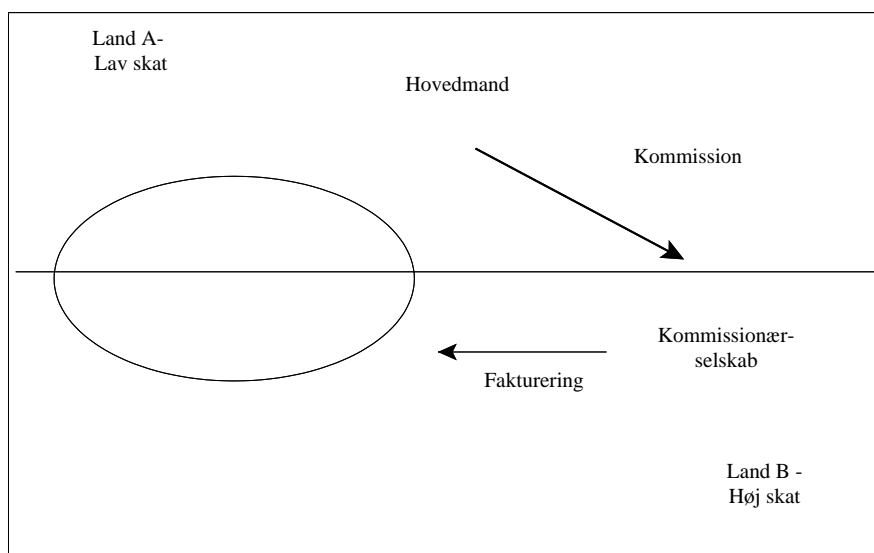 Land A-
Lav skat
Hovedmand
Kommission
Kommissionær-
selskab
Fakturering
Land B -
Høj skat